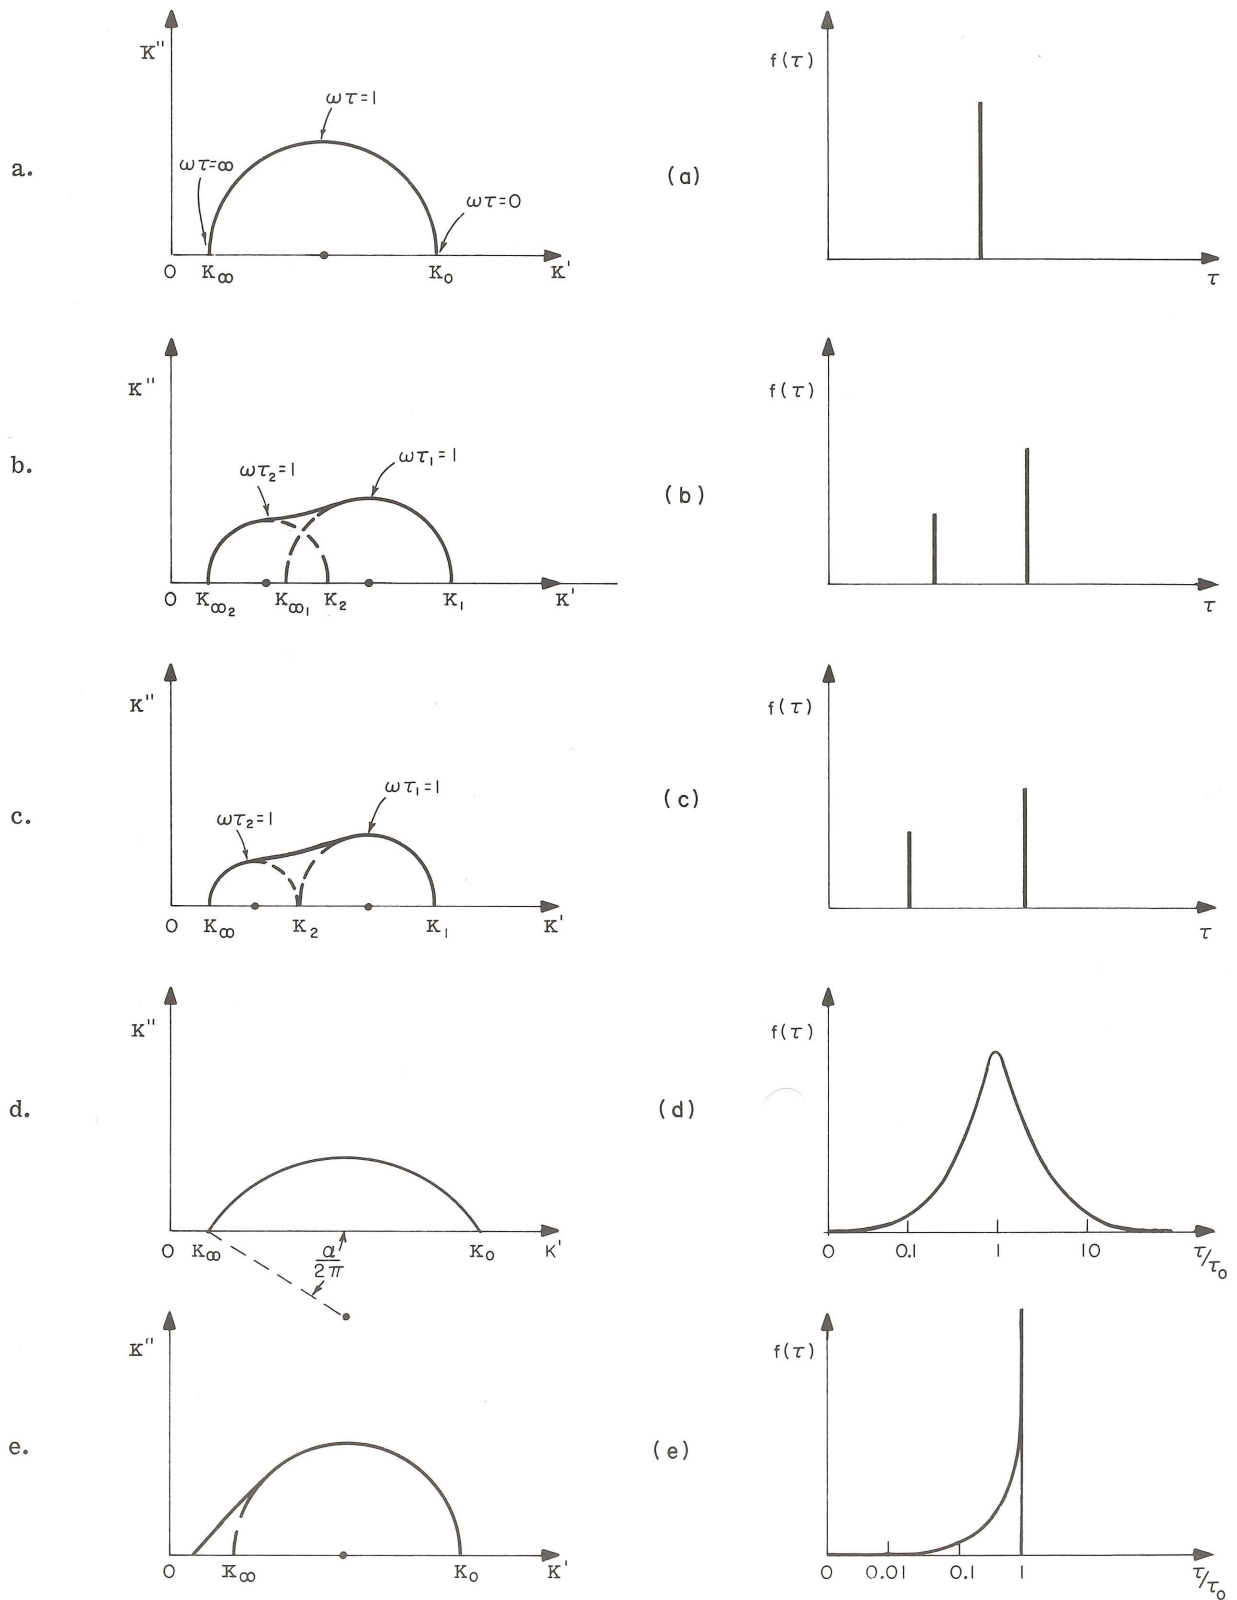 a.
K"
ωτ=1
ωτ=∞
ωτ=0
O K∞ K₀ K'
(a)
f(τ)
τ
b.
K"
ωτ₂=1
ωτ₁=1
O K∞₂ K∞₁ K₂ K₁ K'
(b)
f(τ)
τ
c.
K"
ωτ₂=1
ωτ₁=1
O K∞ K₂ K₁ K'
(c)
f(τ)
τ
d.
K"
O K∞ α/2π K₀ K'
(d)
f(τ)
0 0.1 1 10 τ/τ₀
e.
K"
O K∞ K₀ K'
(e)
f(τ)
0 0.01 0.1 1 τ/τ₀